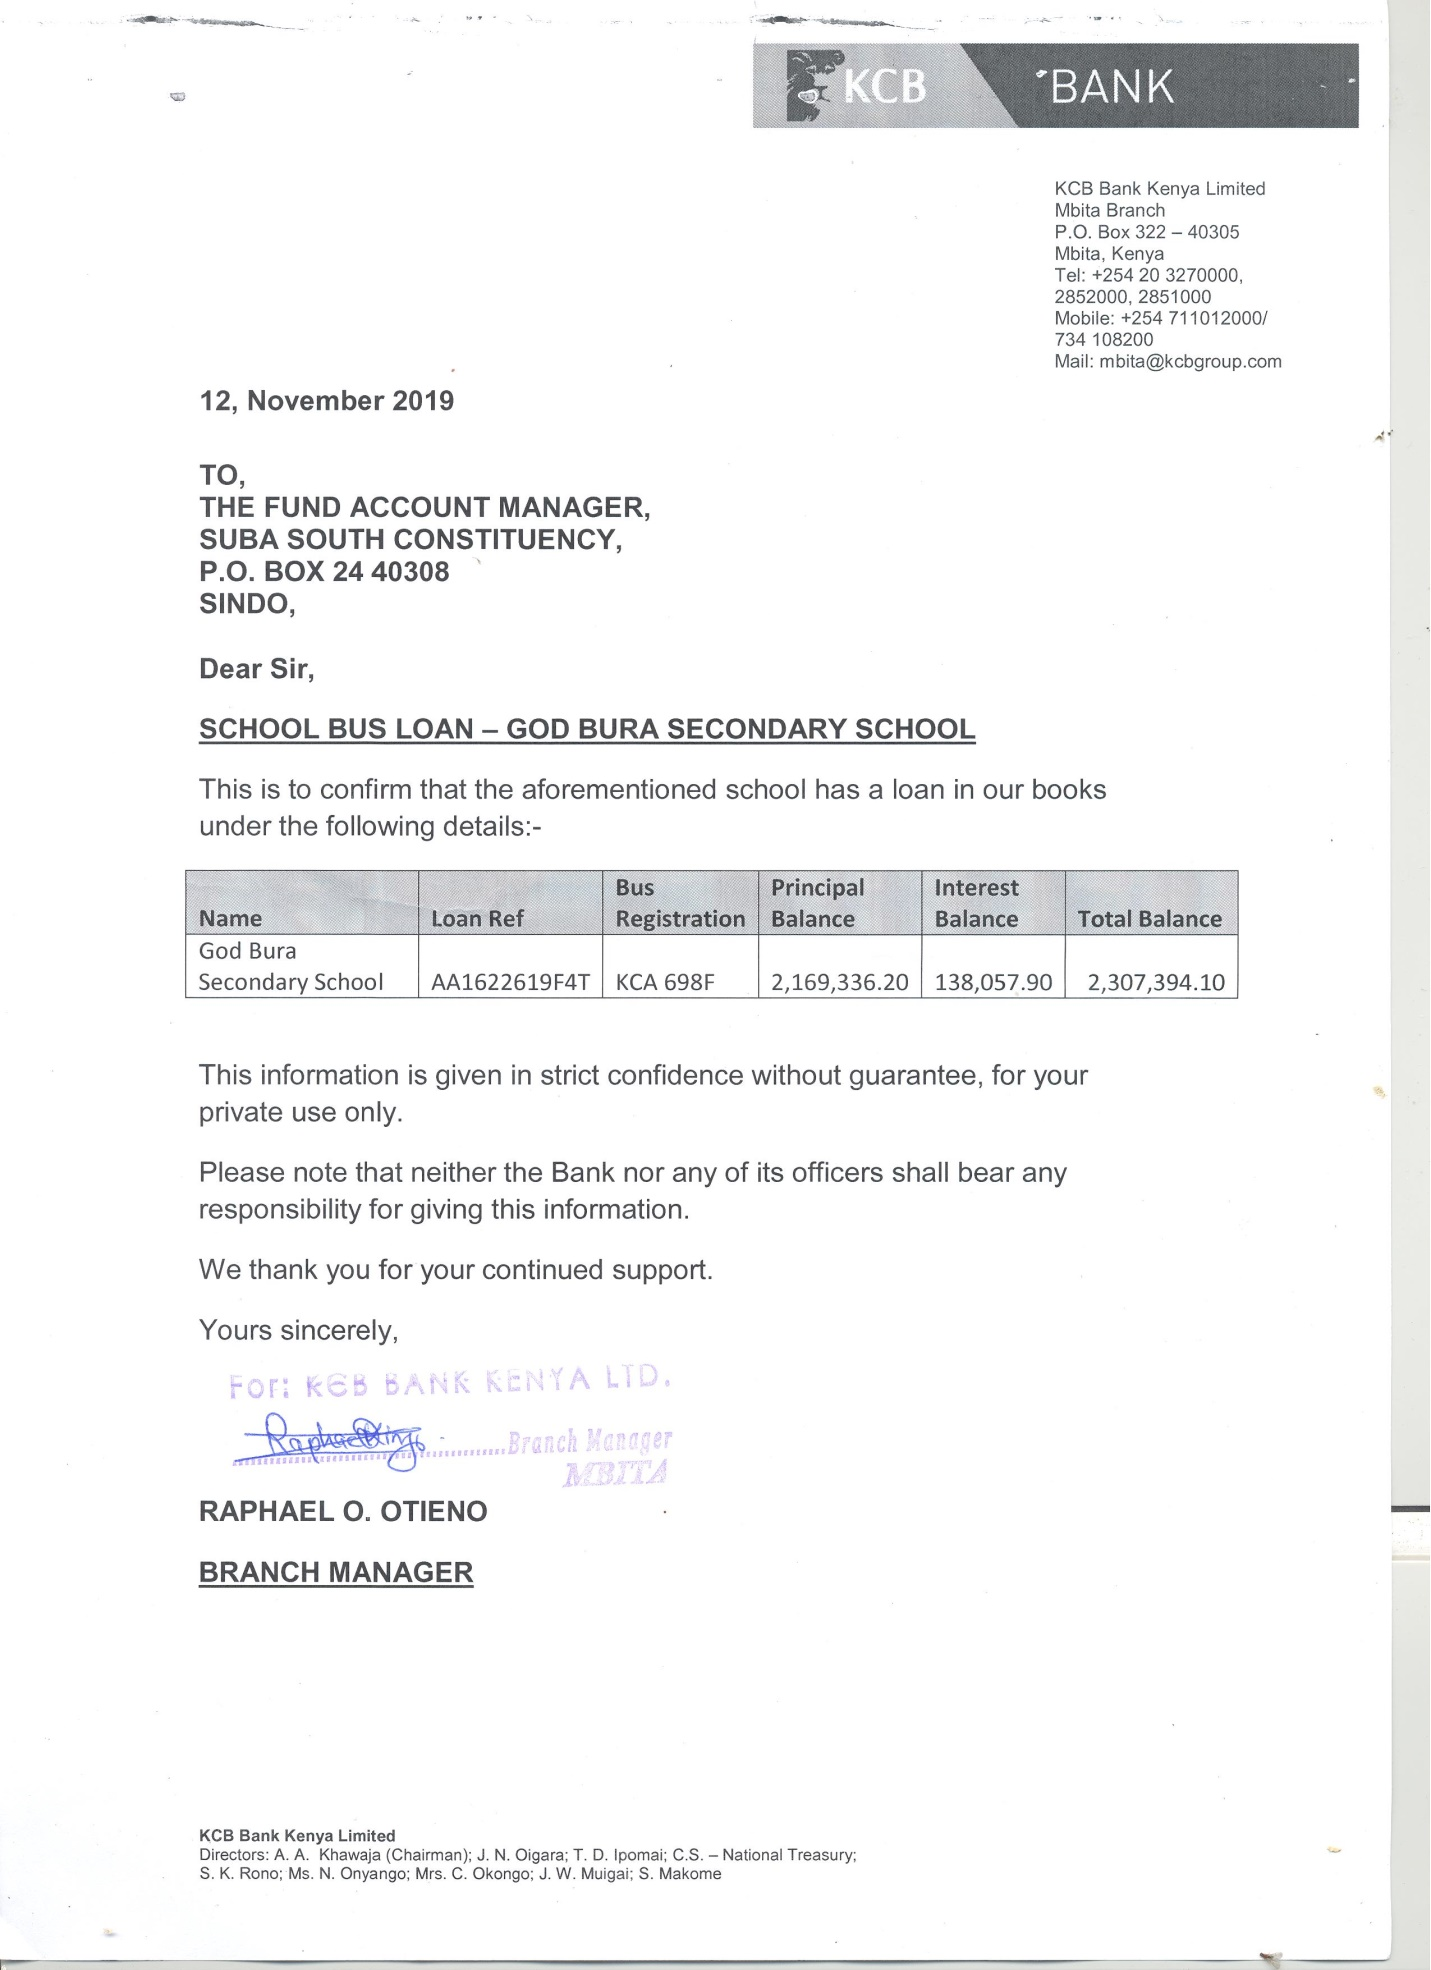 KCB BANK
KCB Bank Kenya Limited
Mbita Branch
P.O. Box 322 – 40305
Mbita, Kenya
Tel: +254 20 3270000,
2852000, 2851000
Mobile: +254 711012000/
734 108200
Mail: mbita@kcbgroup.com
12, November 2019
TO,
THE FUND ACCOUNT MANAGER,
SUBA SOUTH CONSTITUENCY,
P.O. BOX 24 40308
SINDO,
Dear Sir,
SCHOOL BUS LOAN – GOD BURA SECONDARY SCHOOL
This is to confirm that the aforementioned school has a loan in our books
under the following details:-
Bus Principal Interest
Name Loan Ref Registration Balance Balance Total Balance
God Bura
Secondary School AA1622619F4T KCA 698F 2,169,336.20 138,057.90 2,307,394.10
This information is given in strict confidence without guarantee, for your
private use only.
Please note that neither the Bank nor any of its officers shall bear any
responsibility for giving this information.
We thank you for your continued support.
Yours sincerely,
For: KCB BANK KENYA LTD.
Branch Manager
MBITA
RAPHAEL O. OTIENO
BRANCH MANAGER
KCB Bank Kenya Limited
Directors: A. A. Khawaja (Chairman); J. N. Oigara; T. D. Ipomai; C.S. – National Treasury;
S. K. Rono; Ms. N. Onyango; Mrs. C. Okongo; J. W. Muigai; S. Makome